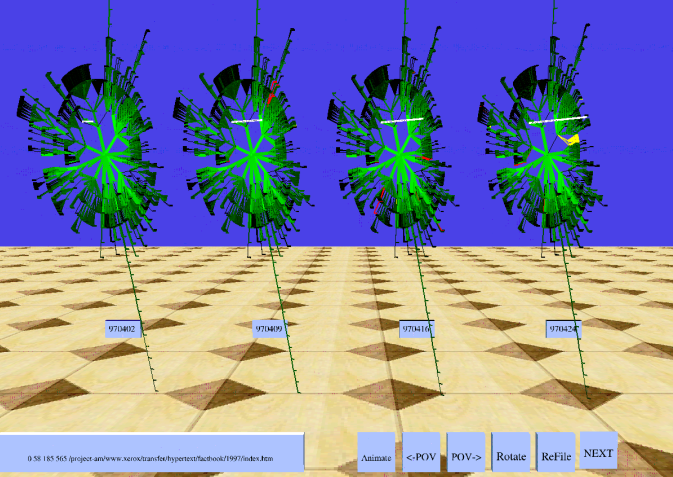 970402 970409 970416 970424
0 58 185 565 /project-am/www.xerox/transfer/hypertext/factbook/1997/index.htm
Animate <-POV POV-> Rotate ReFile NEXT